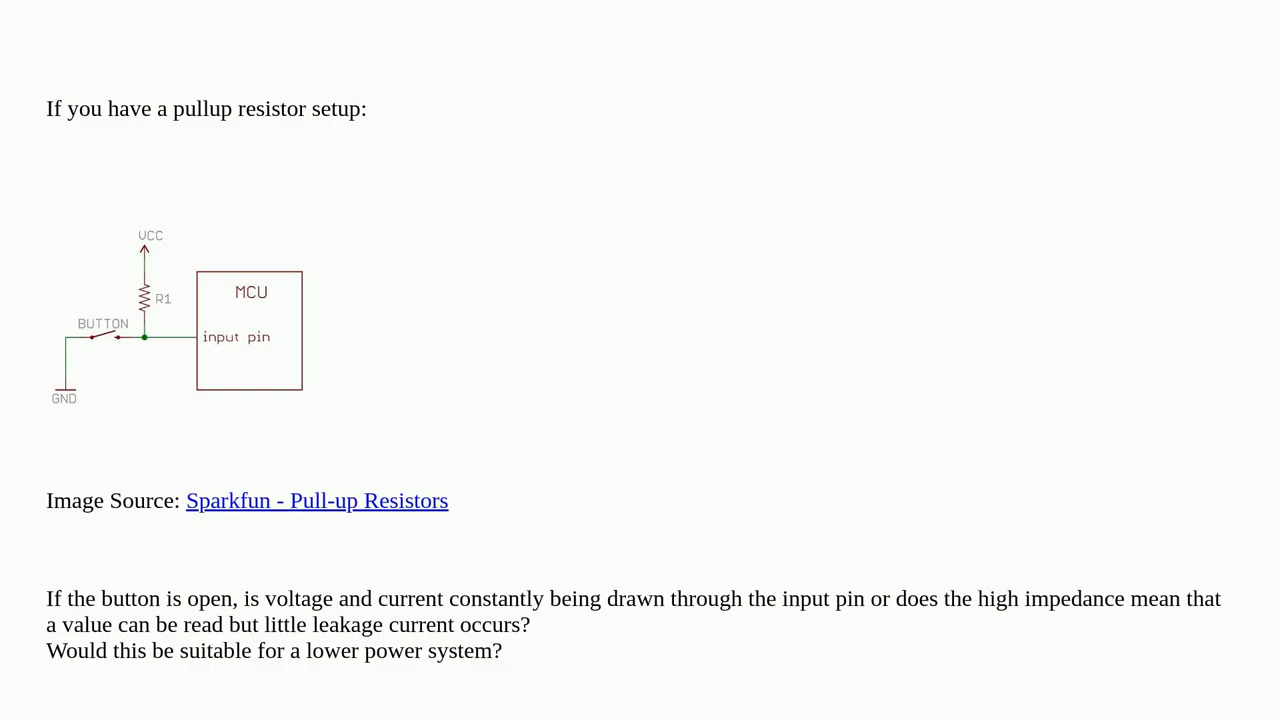 If you have a pullup resistor setup:
VCC
R1
MCU
BUTTON
input pin
GND
Image Source: Sparkfun - Pull-up Resistors
If the button is open, is voltage and current constantly being drawn through the input pin or does the high impedance mean that
a value can be read but little leakage current occurs?
Would this be suitable for a lower power system?